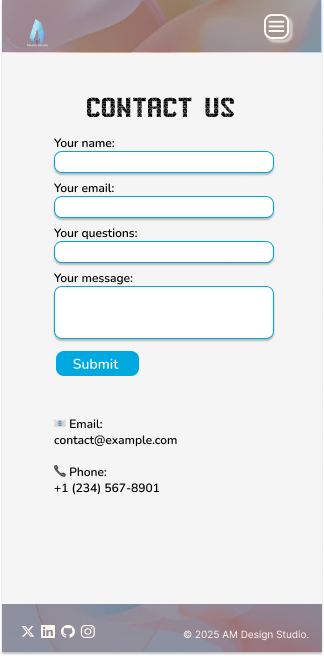 CONTACT US
Your name:
Your email:
Your questions:
Your message:
Submit
📧 Email:
contact@example.com
📞 Phone:
+1 (234) 567-8901
© 2025 AM Design Studio.